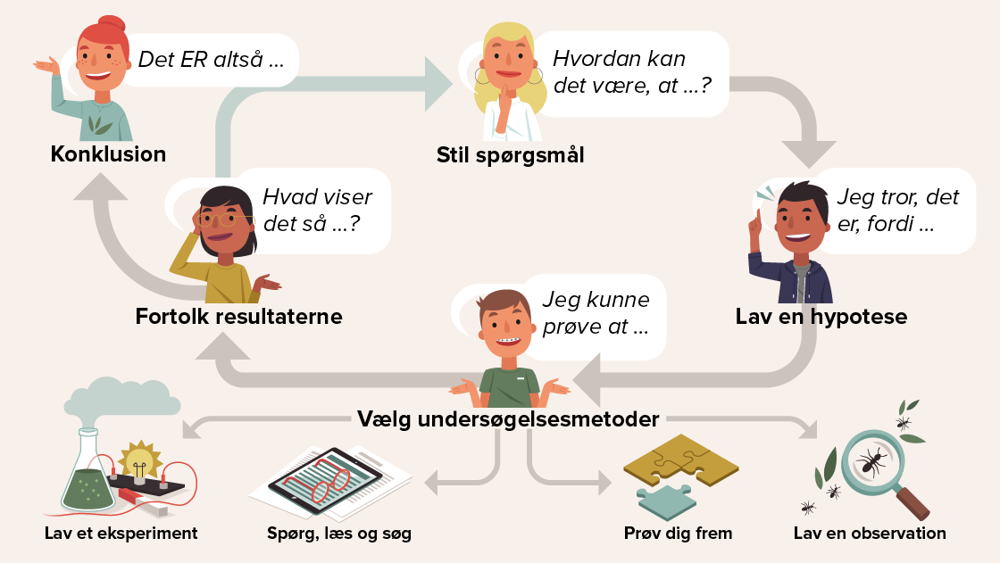 Det ER altså ...
Konklusion
Hvordan kan
det være, at ...?
Stil spørgsmål
Jeg tror, det
er, fordi ...
Lav en hypotese
Jeg kunne
prøve at ...
Vælg undersøgelsesmetoder
Hvad viser
det så ...?
Fortolk resultaterne
Lav et eksperiment
Spørg, læs og søg
Prøv dig frem
Lav en observation